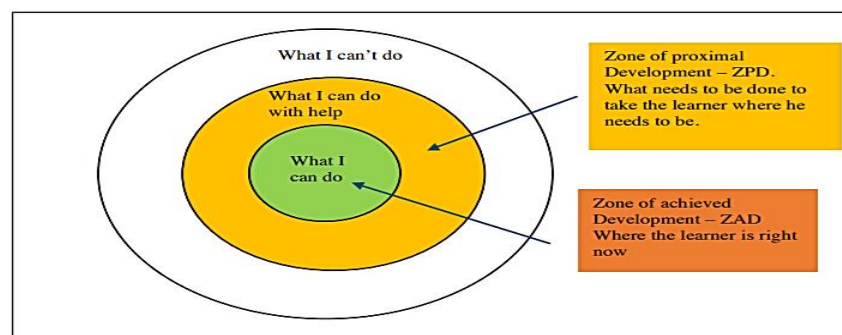 What I can't do
What I can do
with help
What I
can do
Zone of proximal
Development – ZPD.
What needs to be done to
take the learner where he
needs to be.
Zone of achieved
Development – ZAD
Where the learner is right
now